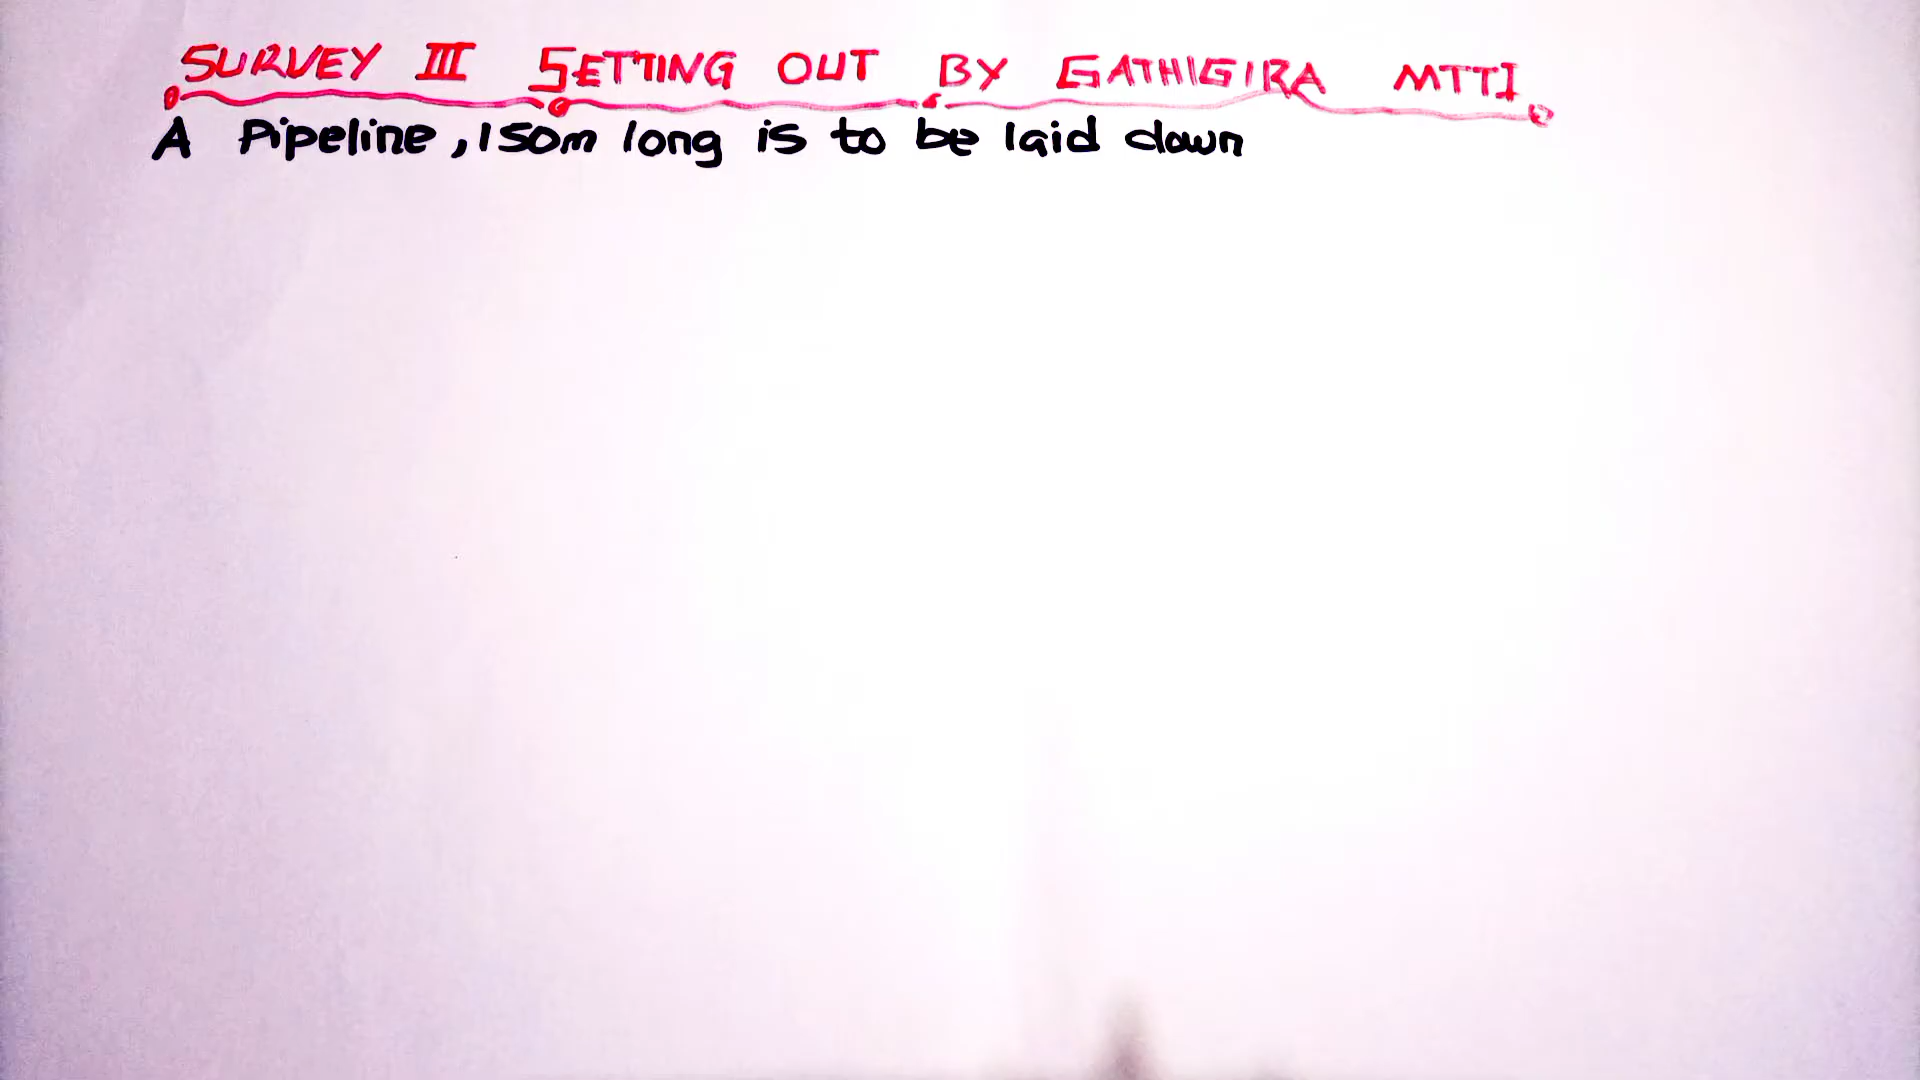 SURVEY III SETTING OUT BY GATHIGIRA MTTI
A Pipeline, 150m long is to be laid down